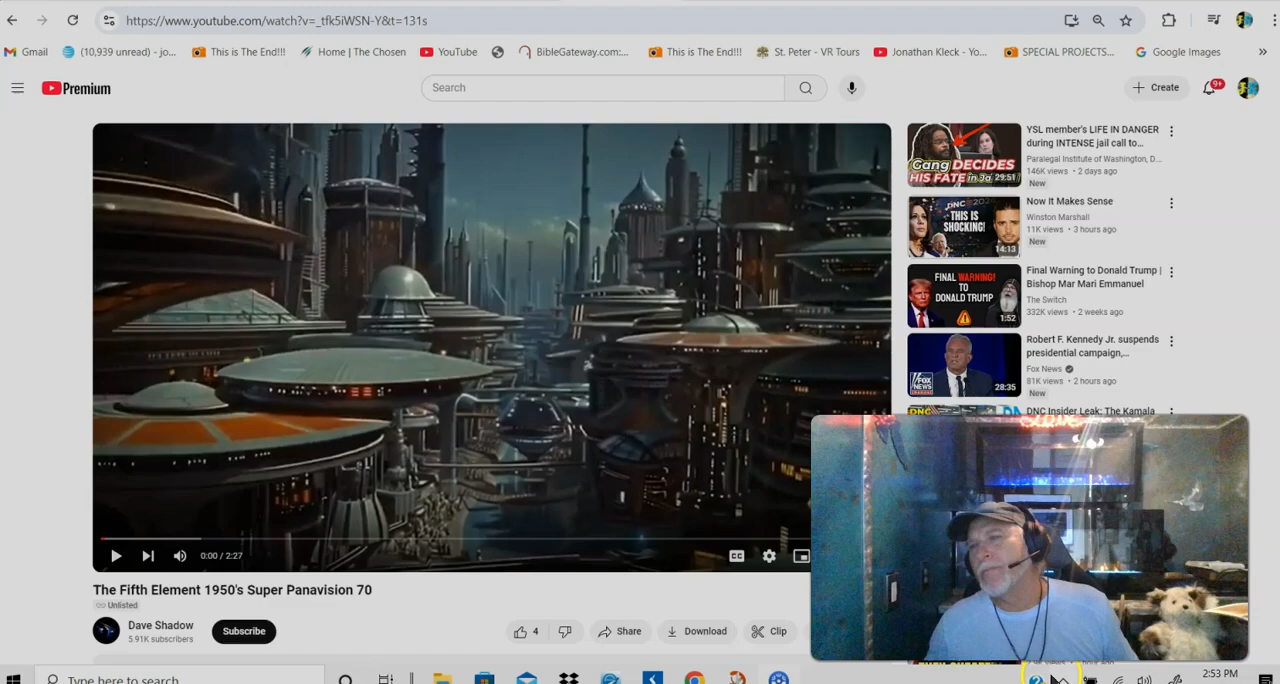 https://www.youtube.com/watch?v=_tfk5iWSN-Y&t=131s
Gmail
(10,939 unread) - jo...
This is The End!!!
Home | The Chosen
YouTube
BibleGateway.com:...
This is The End!!!
St. Peter - VR Tours
Jonathan Kleck - Yo...
SPECIAL PROJECTS...
Google Images
»
Premium
Search
Create
9+
YSL member's LIFE IN DANGER
during INTENSE jail call to...
Paralegal Institute of Washington, D...
146K views • 2 days ago
New
Gang DECIDES
HIS FATE in Ja
29:51
Now It Makes Sense
Winston Marshall
11K views • 3 hours ago
New
THIS IS
SHOCKING!
14:13
Final Warning to Donald Trump |
Bishop Mar Mari Emmanuel
The Switch
332K views • 2 weeks ago
FINAL WARNING!
TO
DONALD TRUMP
1:52
Robert F. Kennedy Jr. suspends
presidential campaign,...
Fox News
81K views • 2 hours ago
New
FOX
NEWS
28:35
DNC Insider Leak: The Kamala
0:00 / 2:27
CC
The Fifth Element 1950's Super Panavision 70
Unlisted
Dave Shadow
5.91K subscribers
Subscribe
4
Share
Download
Clip
Type here to search
2:53 PM